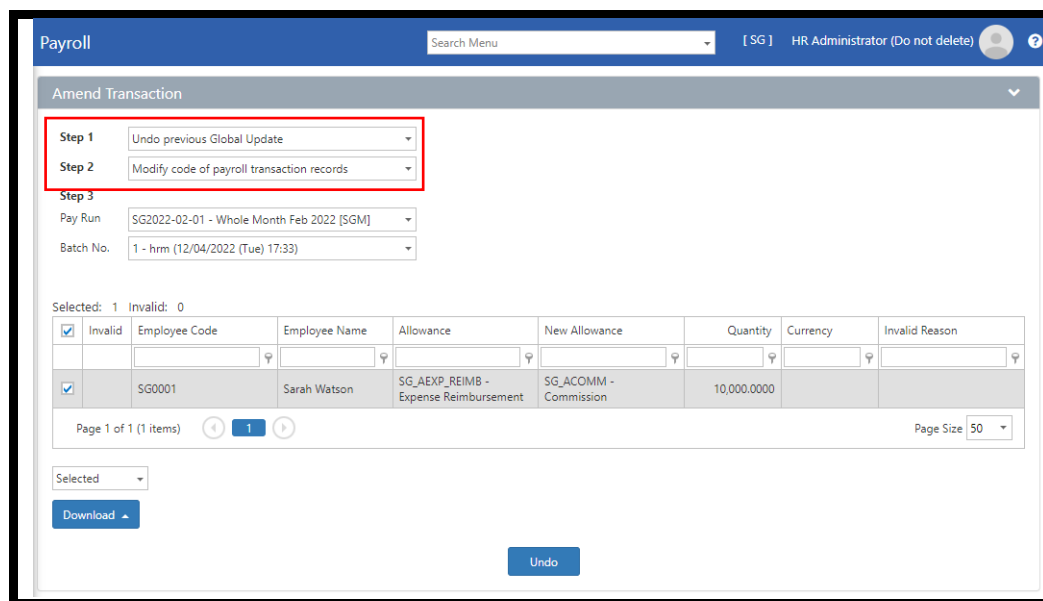 Payroll
Search Menu
[ SG ]
HR Administrator (Do not delete)
?
Amend Transaction
Step 1
Undo previous Global Update
Step 2
Modify code of payroll transaction records
Step 3
Pay Run
SG2022-02-01 - Whole Month Feb 2022 [SGM]
Batch No.
1 - hrm (12/04/2022 (Tue) 17:33)
Selected: 1 Invalid: 0
Invalid Employee Code Employee Name Allowance New Allowance Quantity Currency Invalid Reason
SG0001 Sarah Watson SG_AEXP_REIMB - Expense Reimbursement SG_ACOMM - Commission 10,000.0000
Page 1 of 1 (1 items) 1 Page Size 50
Selected
Download
Undo